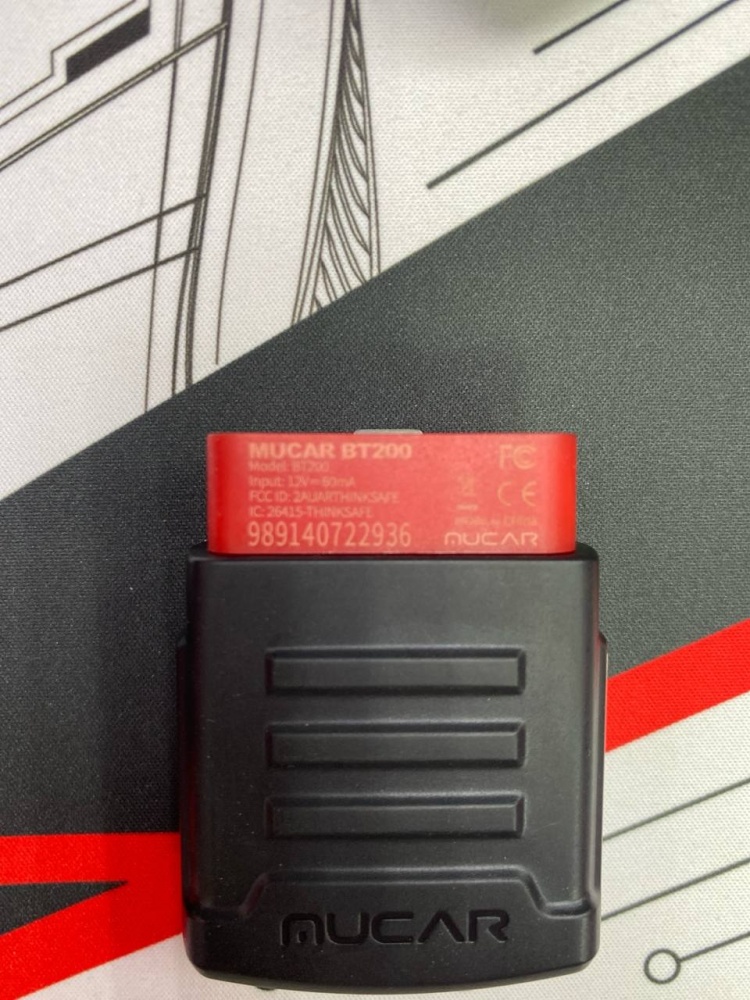 MUCAR BT200
Model: BT200
Input: 12V⎓80mA
FCC ID: 2AUARTHINKSAFE
IC: 26415-THINKSAFE
989140722936
FC
CE
MUCAR
MUCAR